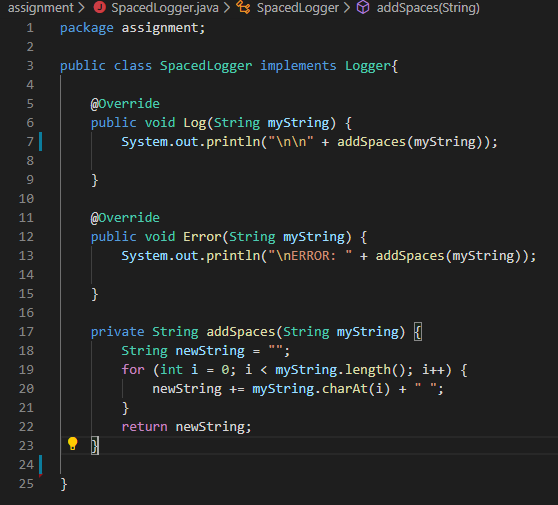 assignment > SpacedLogger.java > SpacedLogger > addSpaces(String)
1 package assignment;
2
3 public class SpacedLogger implements Logger{
4
5 @Override
6 public void Log(String myString) {
7 System.out.println("\n\n" + addSpaces(myString));
8
9 }
10
11 @Override
12 public void Error(String myString) {
13 System.out.println("\nERROR: " + addSpaces(myString));
14
15 }
16
17 private String addSpaces(String myString) {
18 String newString = "";
19 for (int i = 0; i < myString.length(); i++) {
20 newString += myString.charAt(i) + " ";
21 }
22 return newString;
23 }
24
25 }